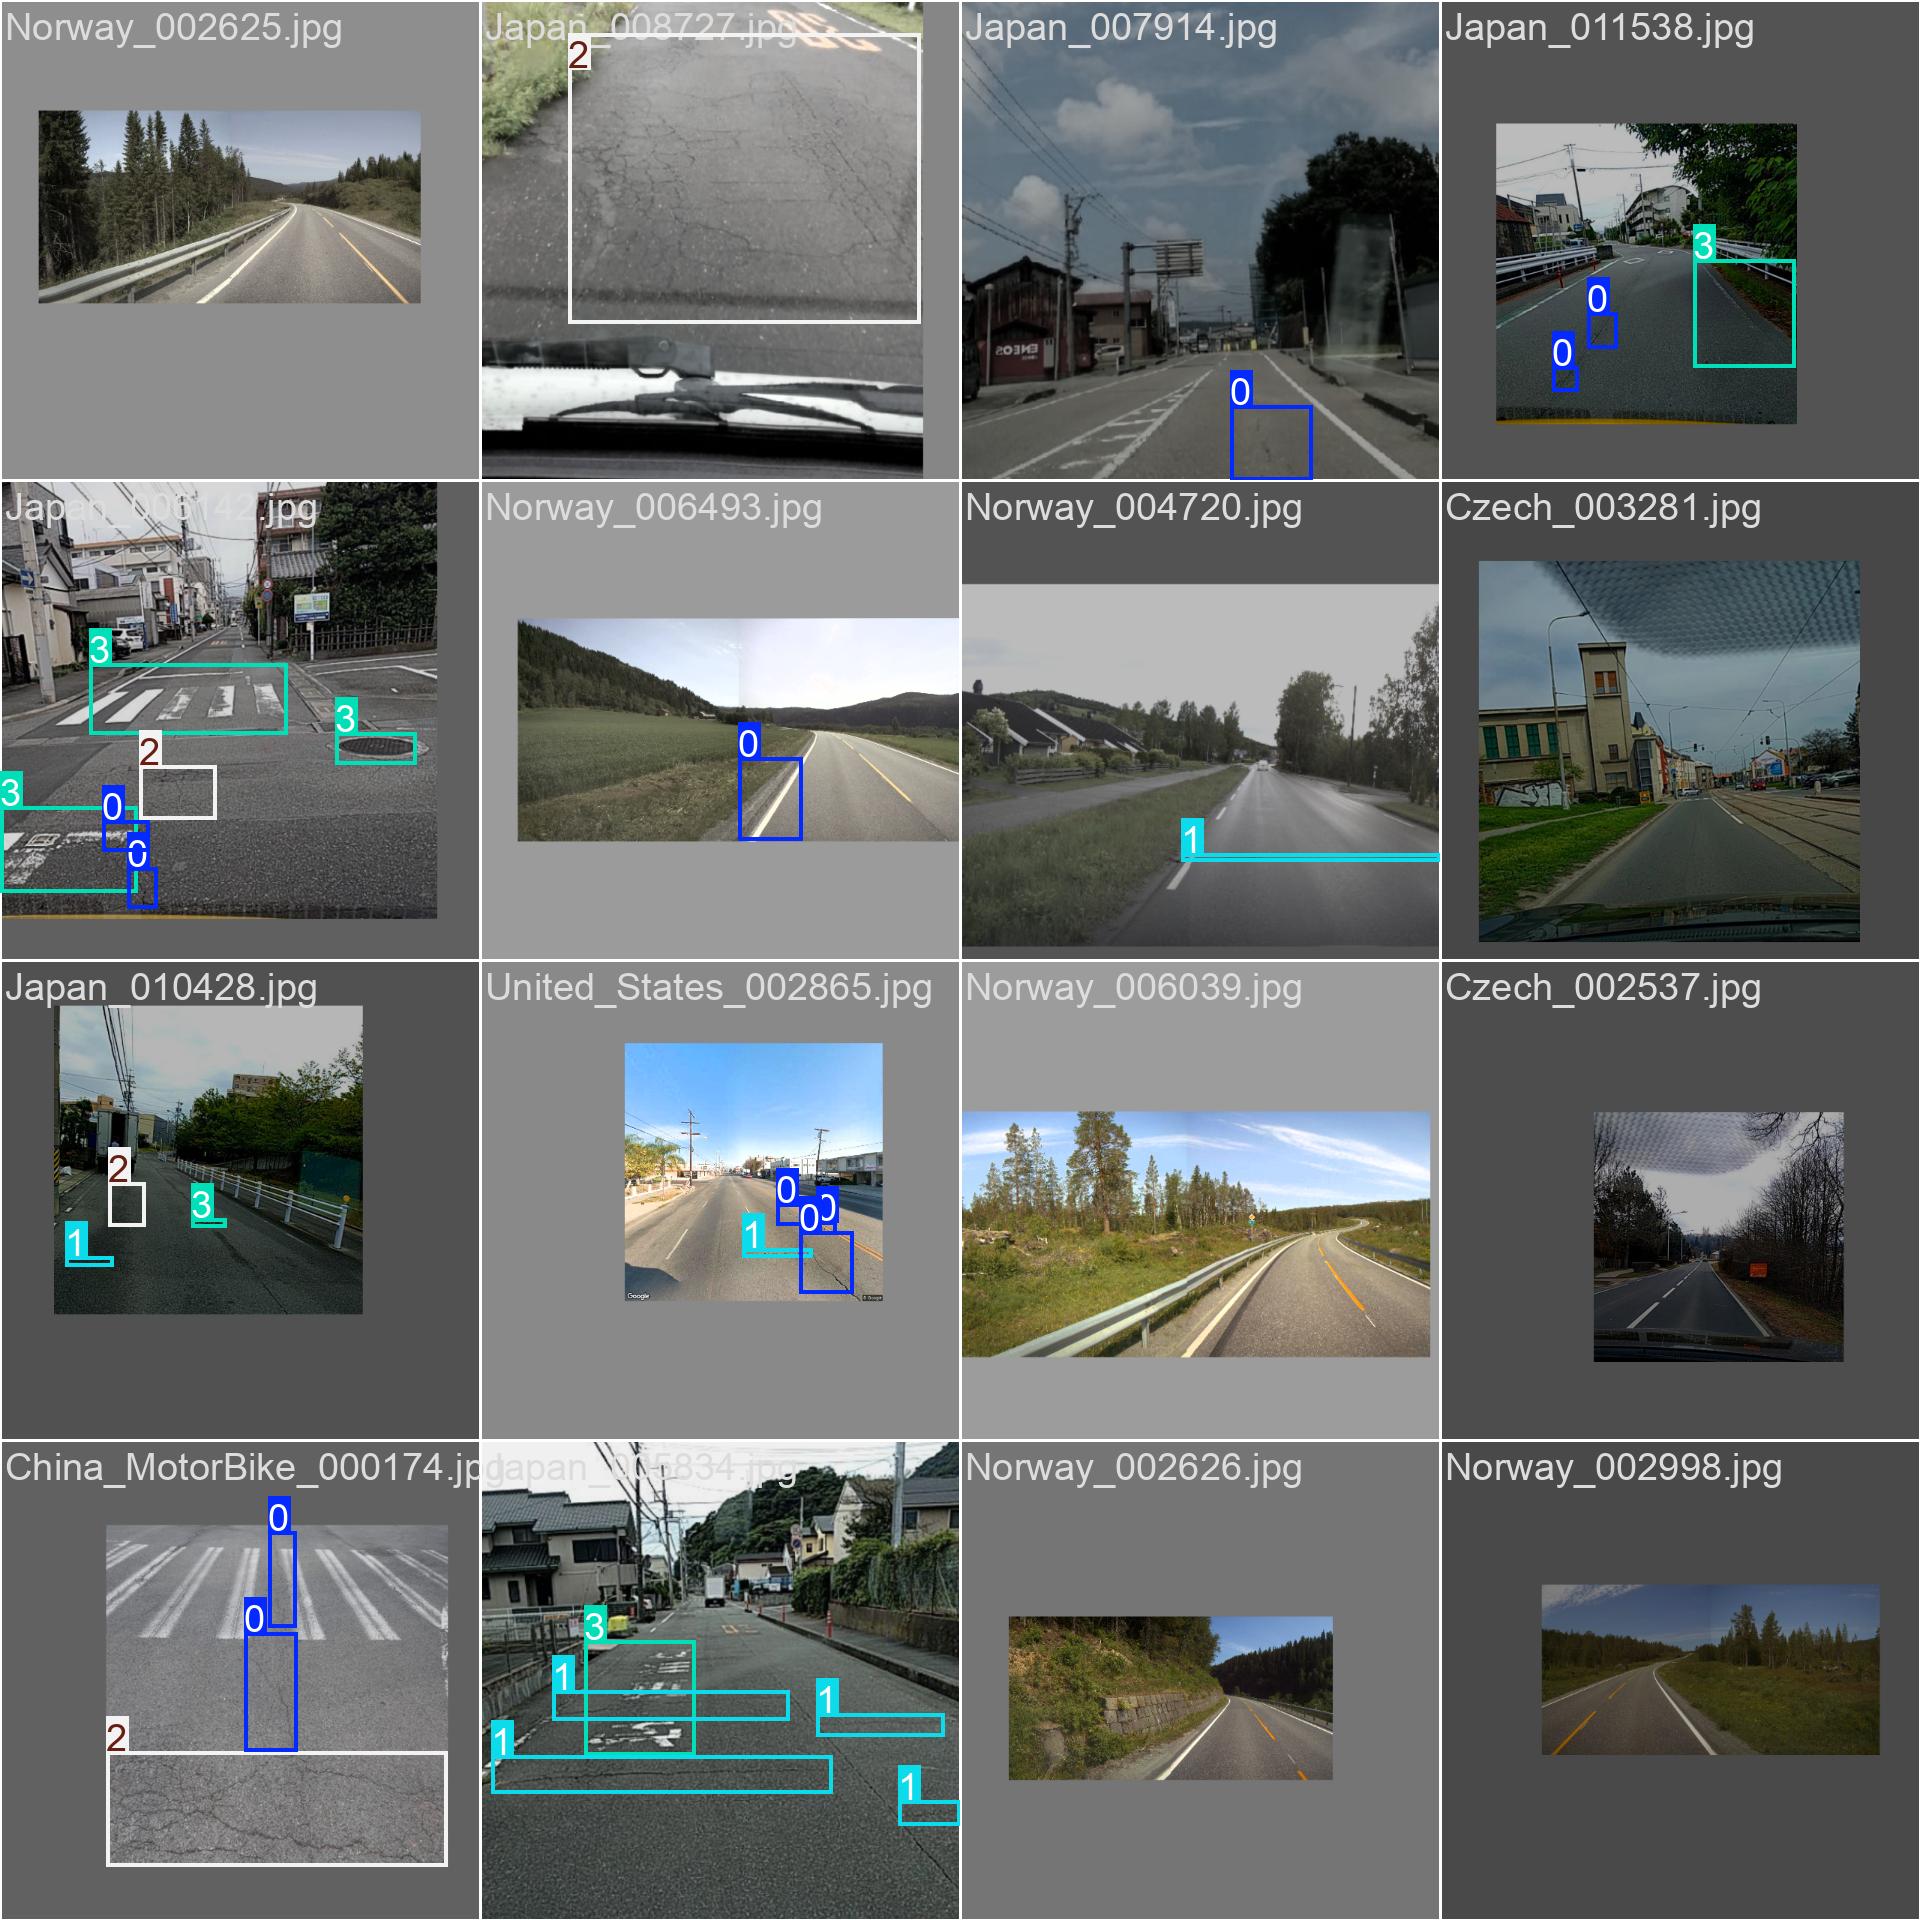 Norway_002625.jpg
Japan_008727.jpg
Japan_007914.jpg
Japan_011538.jpg
2
ENEOS
0
3
0
0
Japan_006142.jpg
Norway_006493.jpg
Norway_004720.jpg
Czech_003281.jpg
3
3
2
3
0
0
0
1
Japan_010428.jpg
United_States_002865.jpg
Norway_006039.jpg
Czech_002537.jpg
2
3
1
0
0
0
1
Google
© Google
China_MotorBike_000174.jpg
Japan_005834.jpg
Norway_002626.jpg
Norway_002998.jpg
0
0
2
3
1
1
1
1